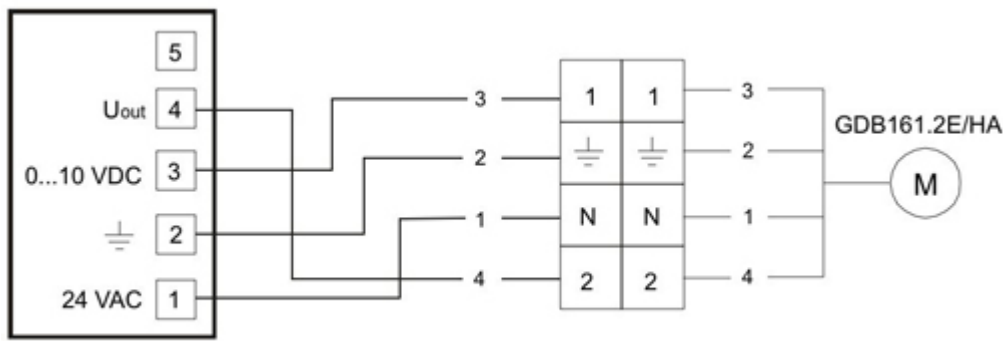 5
Uout 4
0...10 VDC 3
2
24 VAC 1
3 1 1 3
2 2
1 N N 1
4 2 2 4
GDB161.2E/HA
M